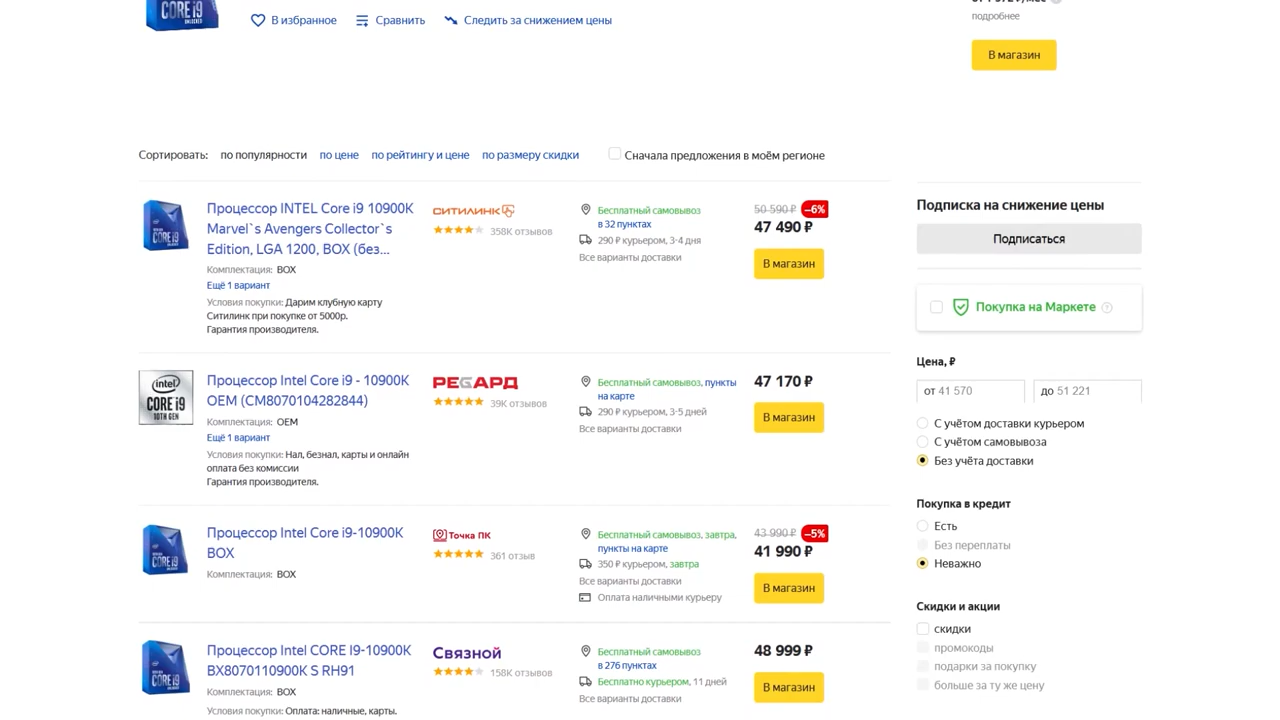 CORE i9
UNLOCKED
В избранное
Сравнить
Следить за снижением цены
подробнее
В магазин
Сортировать:
по популярности
по цене
по рейтингу и цене
по размеру скидки
Сначала предложения в моём регионе
Процессор INTEL Core i9 10900K
Marvel`s Avengers Collector`s
Edition, LGA 1200, BOX (без...
Комплектация: BOX
Ещё 1 вариант
Условия покупки: Дарим клубную карту
Ситилинк при покупке от 5000р.
Гарантия производителя.
СИТИЛИНК
358K отзывов
Бесплатный самовывоз
в 32 пунктах
290 ₽ курьером, 3-4 дня
Все варианты доставки
50 590 ₽ –6%
47 490 ₽
В магазин
intel
CORE i9
10TH GEN
Процессор Intel Core i9 - 10900K
OEM (CM8070104282844)
Комплектация: OEM
Ещё 1 вариант
Условия покупки: Нал, безнал, карты и онлайн
оплата без комиссии
Гарантия производителя.
РЕГАРД
39K отзывов
Бесплатный самовывоз, пункты
на карте
290 ₽ курьером, 3-5 дней
Все варианты доставки
47 170 ₽
В магазин
CORE i9
Процессор Intel Core i9-10900K
BOX
Комплектация: BOX
Точка ПК
361 отзыв
Бесплатный самовывоз, завтра,
пункты на карте
350 ₽ курьером, завтра
Все варианты доставки
Оплата наличными курьеру
43 990 ₽ –5%
41 990 ₽
В магазин
CORE i9
Процессор Intel CORE I9-10900K
BX8070110900K S RH91
Комплектация: BOX
Условия покупки: Оплата: наличные, карты.
Связной
158K отзывов
Бесплатный самовывоз
в 276 пунктах
Бесплатно курьером, 11 дней
Все варианты доставки
48 999 ₽
В магазин
Подписка на снижение цены
Подписаться
Покупка на Маркете ?
Цена, ₽
от 41 570
до 51 221
С учётом доставки курьером
С учётом самовывоза
Без учёта доставки
Покупка в кредит
Есть
Без переплаты
Неважно
Скидки и акции
скидки
промокоды
подарки за покупку
больше за ту же цену